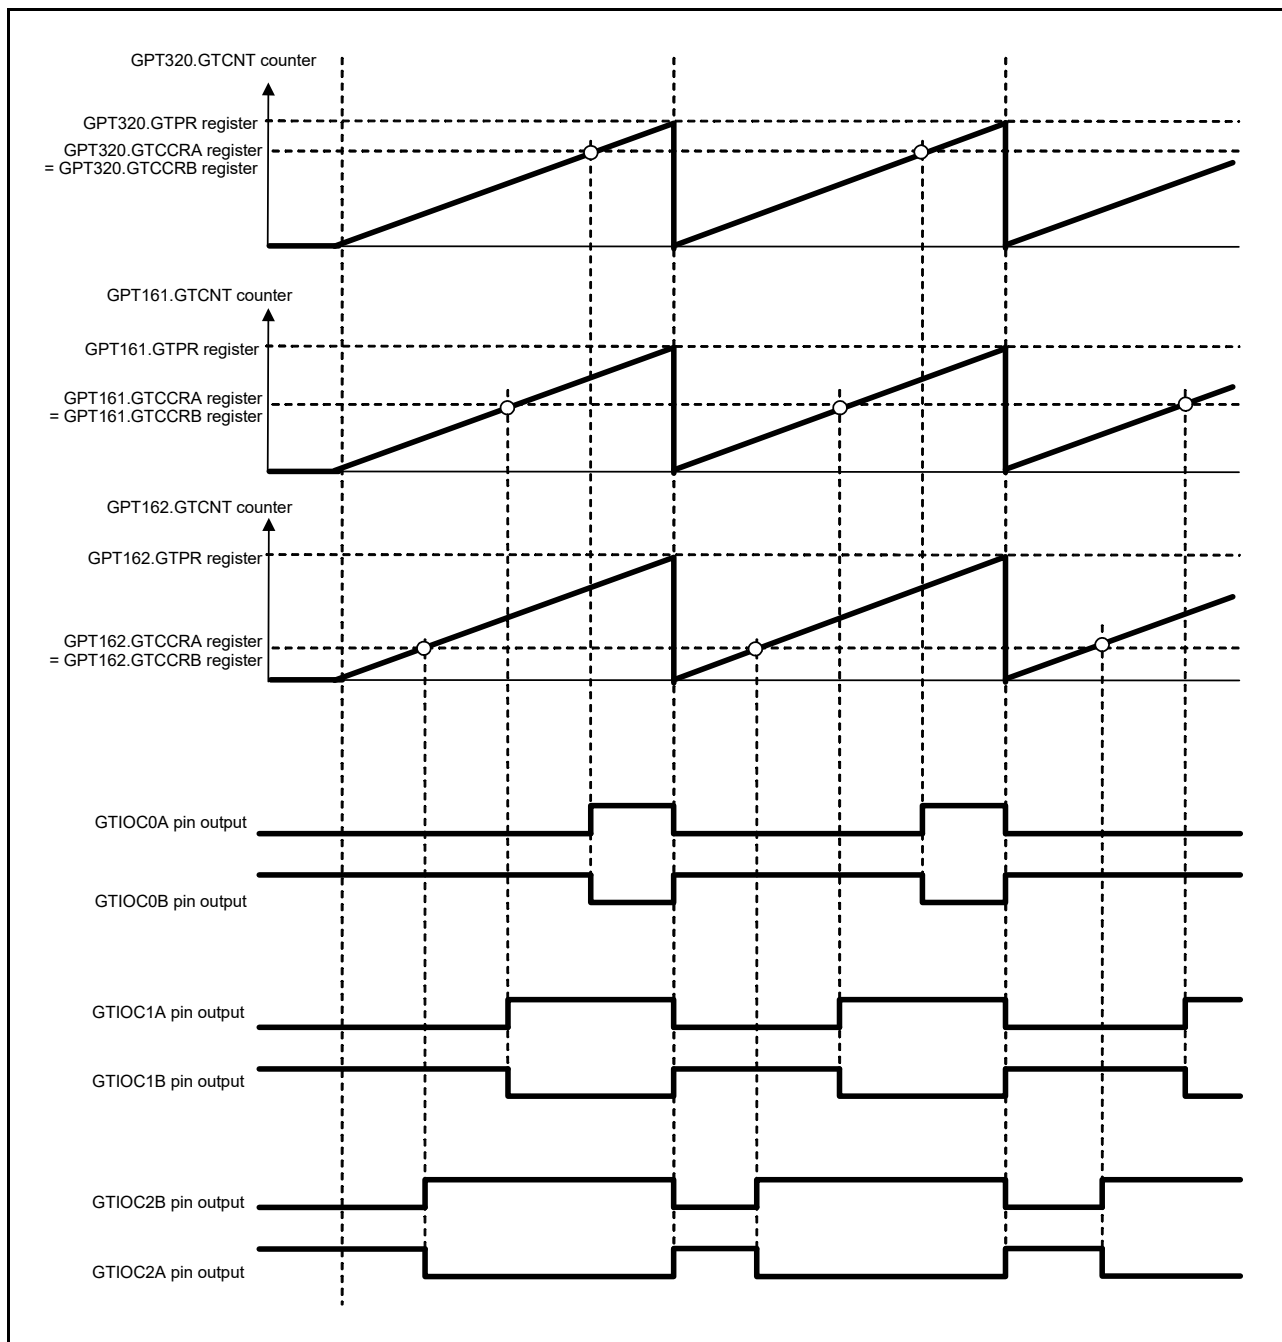 GPT320.GTCNT counter
GPT320.GTPR register
GPT320.GTCCRA register
= GPT320.GTCCRB register
GPT161.GTCNT counter
GPT161.GTPR register
GPT161.GTCCRA register
= GPT161.GTCCRB register
GPT162.GTCNT counter
GPT162.GTPR register
GPT162.GTCCRA register
= GPT162.GTCCRB register
GTIOC0A pin output
GTIOC0B pin output
GTIOC1A pin output
GTIOC1B pin output
GTIOC2B pin output
GTIOC2A pin output